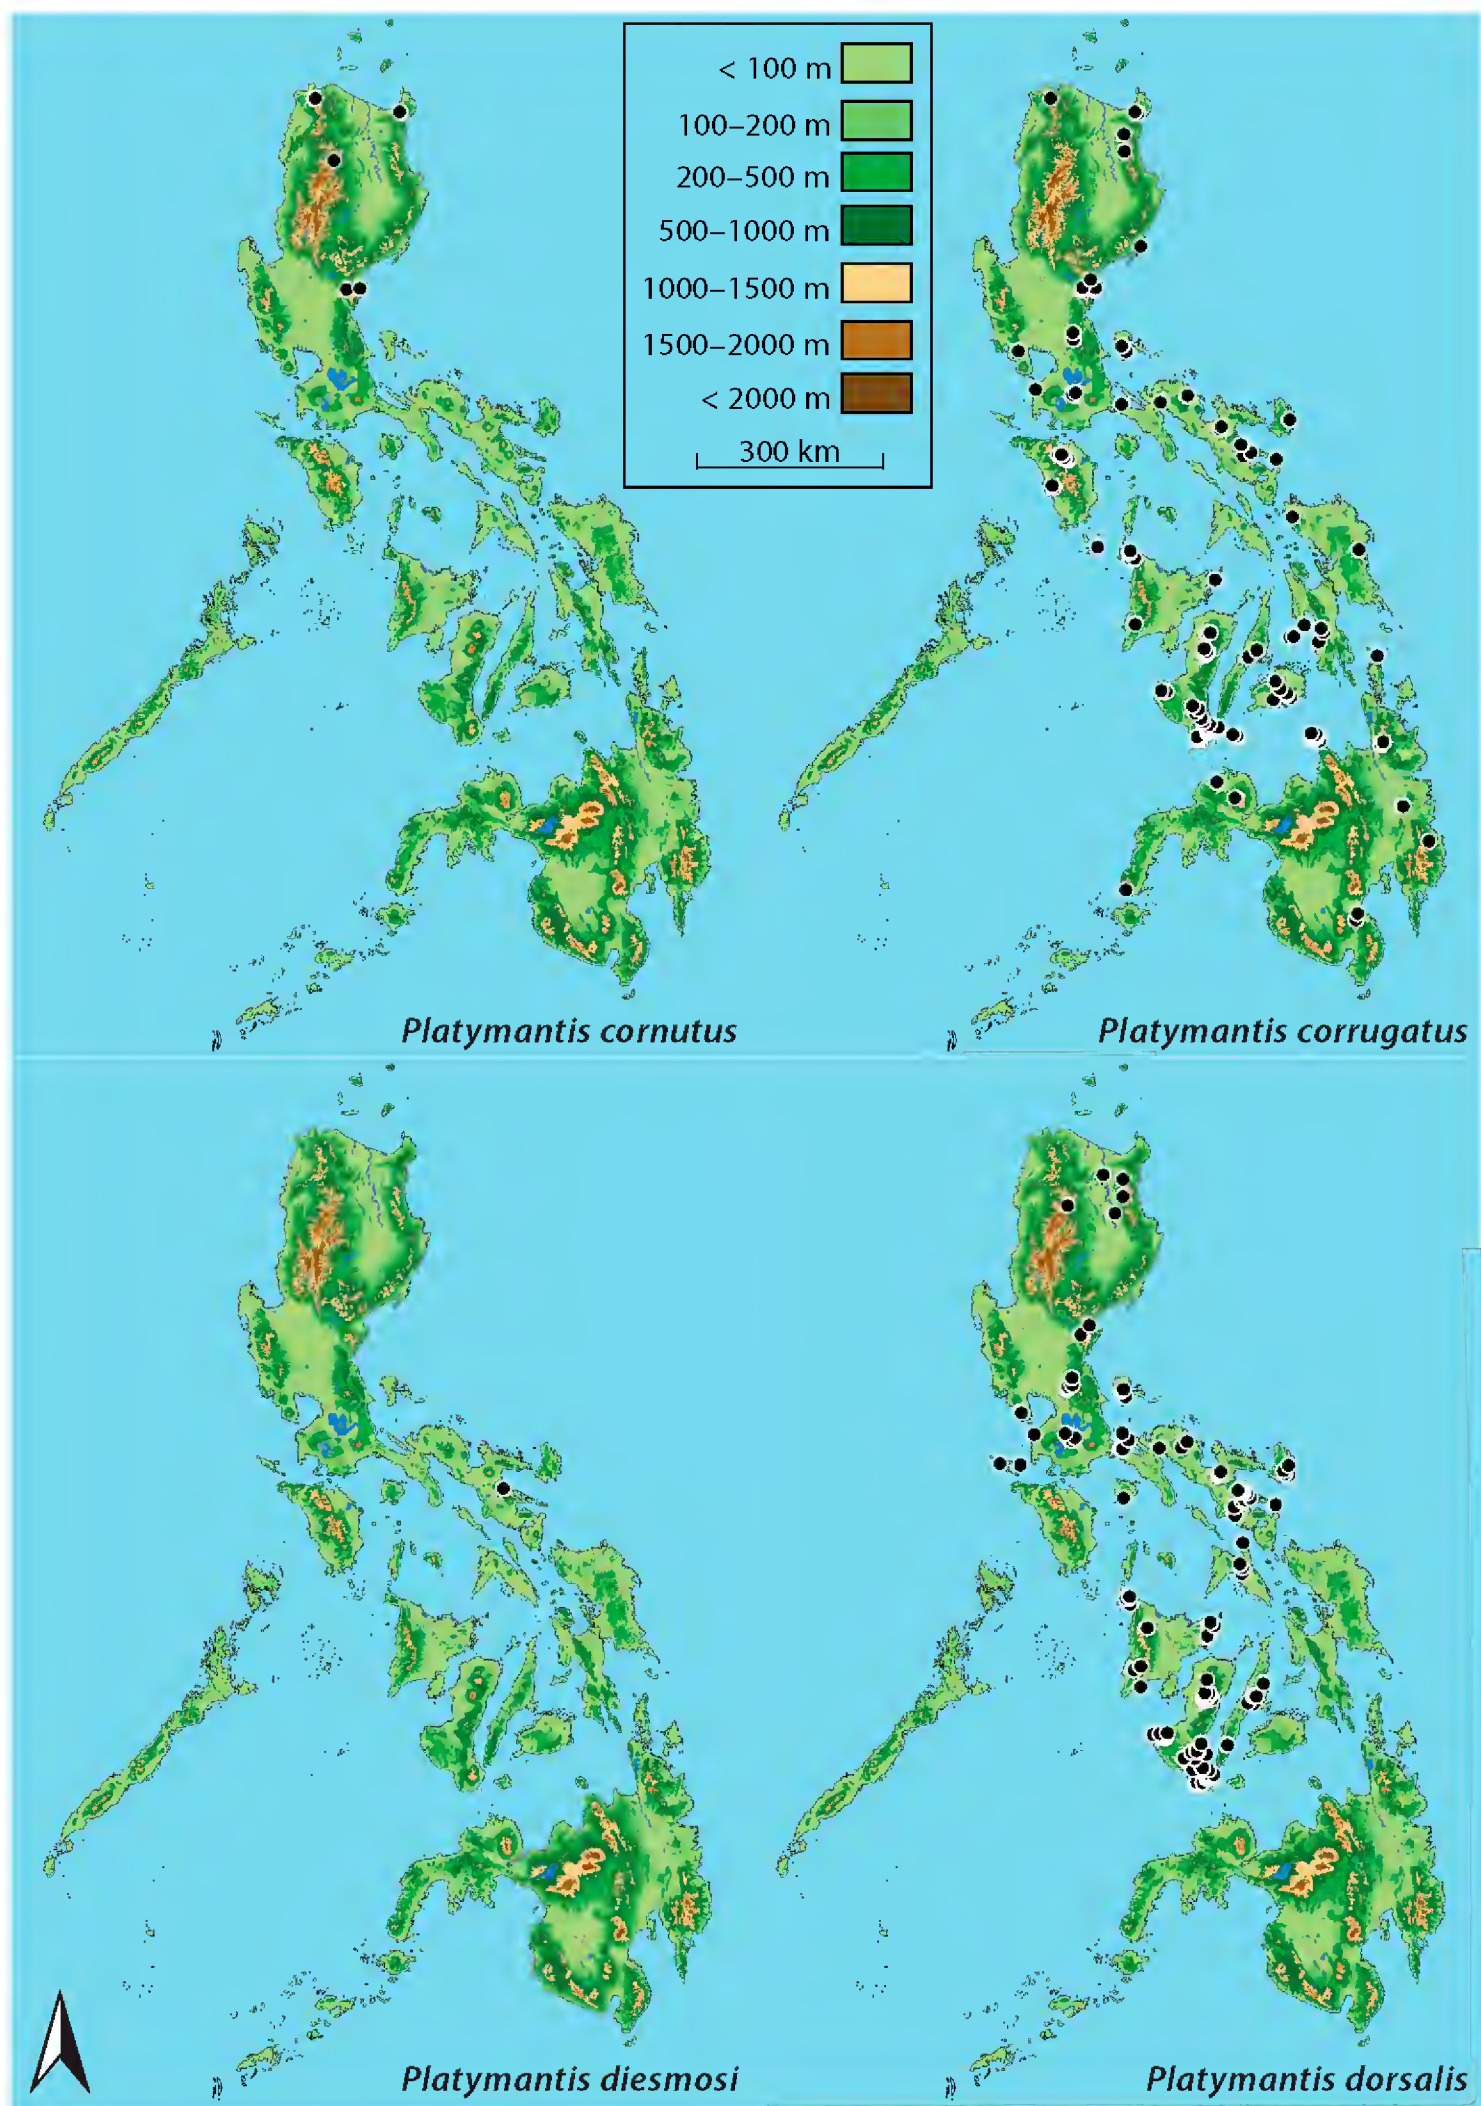 < 100 m
100–200 m
200–500 m
500–1000 m
1000–1500 m
1500–2000 m
< 2000 m
300 km
Platymantis cornutus
Platymantis corrugatus
Platymantis diesmosi
Platymantis dorsalis